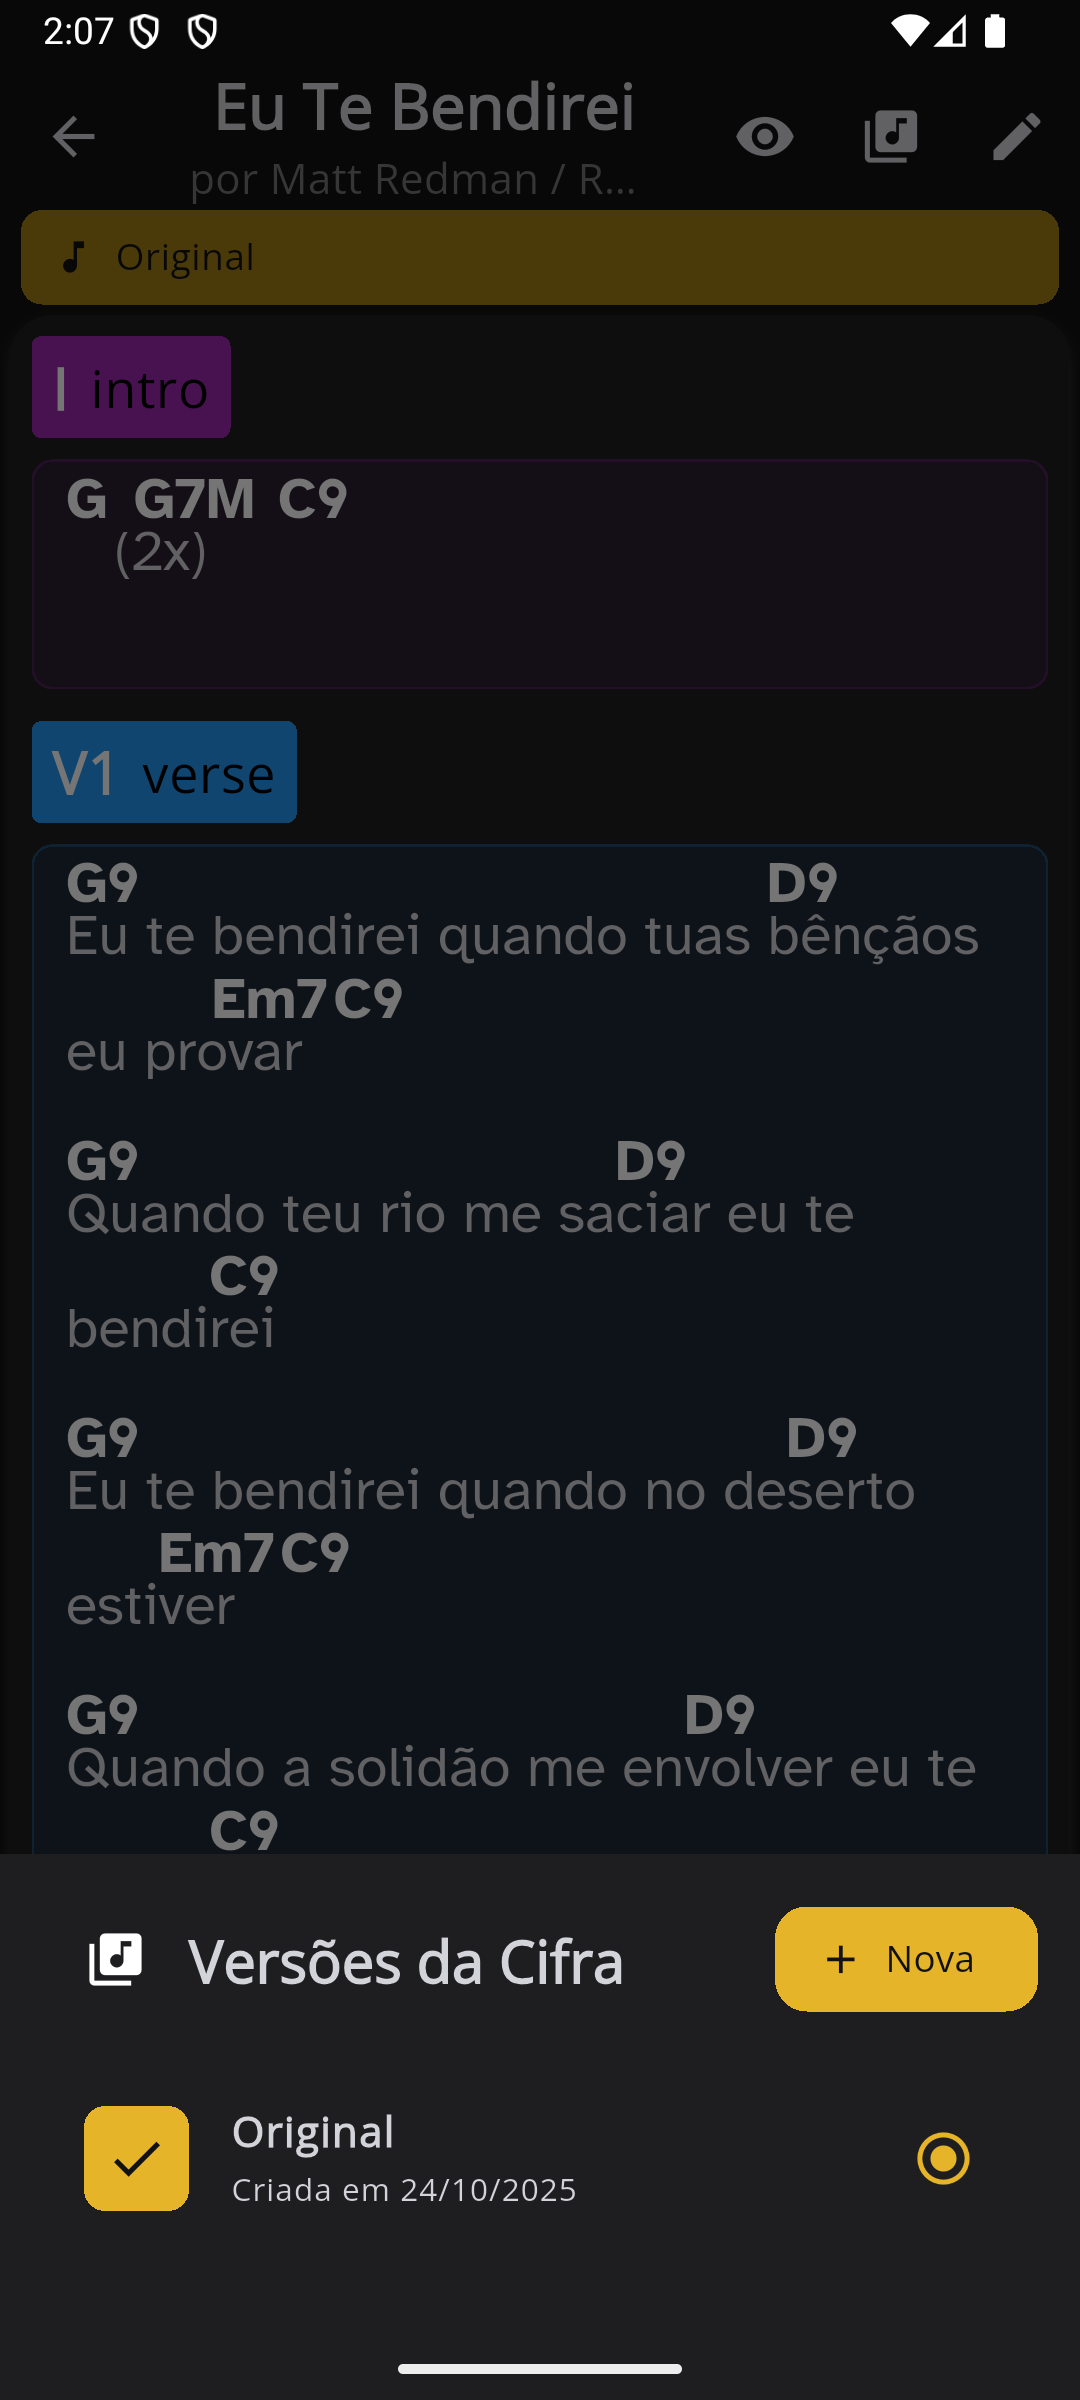 2:07
Eu Te Bendirei
por Matt Redman / R...
Original
I intro
G G7M C9
(2x)
V1 verse
G9 D9
Eu te bendirei quando tuas bênçãos
Em7 C9
eu provar
G9 D9
Quando teu rio me saciar eu te
C9
bendirei
G9 D9
Eu te bendirei quando no deserto
Em7 C9
estiver
G9 D9
Quando a solidão me envolver eu te
C9
Versões da Cifra
+ Nova
Original
Criada em 24/10/2025